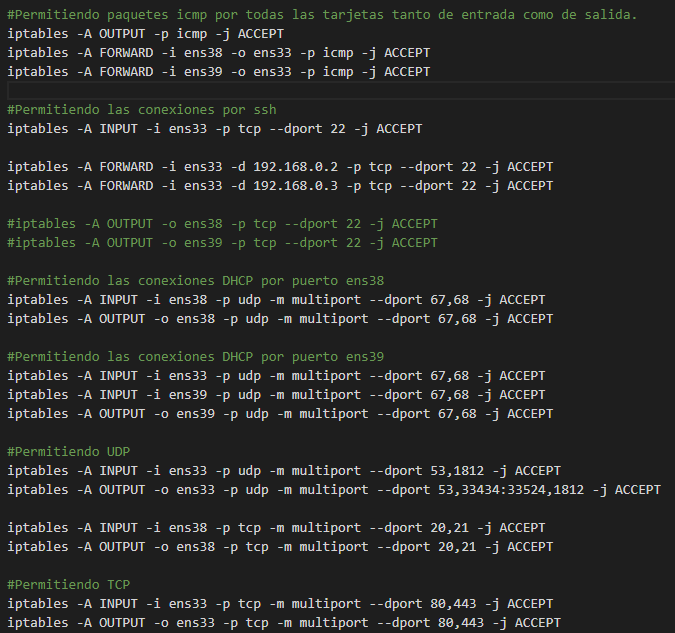 #Permitiendo paquetes icmp por todas las tarjetas tanto de entrada como de salida.
iptables -A OUTPUT -p icmp -j ACCEPT
iptables -A FORWARD -i ens38 -o ens33 -p icmp -j ACCEPT
iptables -A FORWARD -i ens39 -o ens33 -p icmp -j ACCEPT
#Permitiendo las conexiones por ssh
iptables -A INPUT -i ens33 -p tcp --dport 22 -j ACCEPT
iptables -A FORWARD -i ens33 -d 192.168.0.2 -p tcp --dport 22 -j ACCEPT
iptables -A FORWARD -i ens33 -d 192.168.0.3 -p tcp --dport 22 -j ACCEPT
#iptables -A OUTPUT -o ens38 -p tcp --dport 22 -j ACCEPT
#iptables -A OUTPUT -o ens39 -p tcp --dport 22 -j ACCEPT
#Permitiendo las conexiones DHCP por puerto ens38
iptables -A INPUT -i ens38 -p udp -m multiport --dport 67,68 -j ACCEPT
iptables -A OUTPUT -o ens38 -p udp -m multiport --dport 67,68 -j ACCEPT
#Permitiendo las conexiones DHCP por puerto ens39
iptables -A INPUT -i ens33 -p udp -m multiport --dport 67,68 -j ACCEPT
iptables -A INPUT -i ens39 -p udp -m multiport --dport 67,68 -j ACCEPT
iptables -A OUTPUT -o ens39 -p udp -m multiport --dport 67,68 -j ACCEPT
#Permitiendo UDP
iptables -A INPUT -i ens33 -p udp -m multiport --dport 53,1812 -j ACCEPT
iptables -A OUTPUT -o ens33 -p udp -m multiport --dport 53,33434:33524,1812 -j ACCEPT
iptables -A INPUT -i ens38 -p tcp -m multiport --dport 20,21 -j ACCEPT
iptables -A OUTPUT -o ens38 -p tcp -m multiport --dport 20,21 -j ACCEPT
#Permitiendo TCP
iptables -A INPUT -i ens33 -p tcp -m multiport --dport 80,443 -j ACCEPT
iptables -A OUTPUT -o ens33 -p tcp -m multiport --dport 80,443 -j ACCEPT